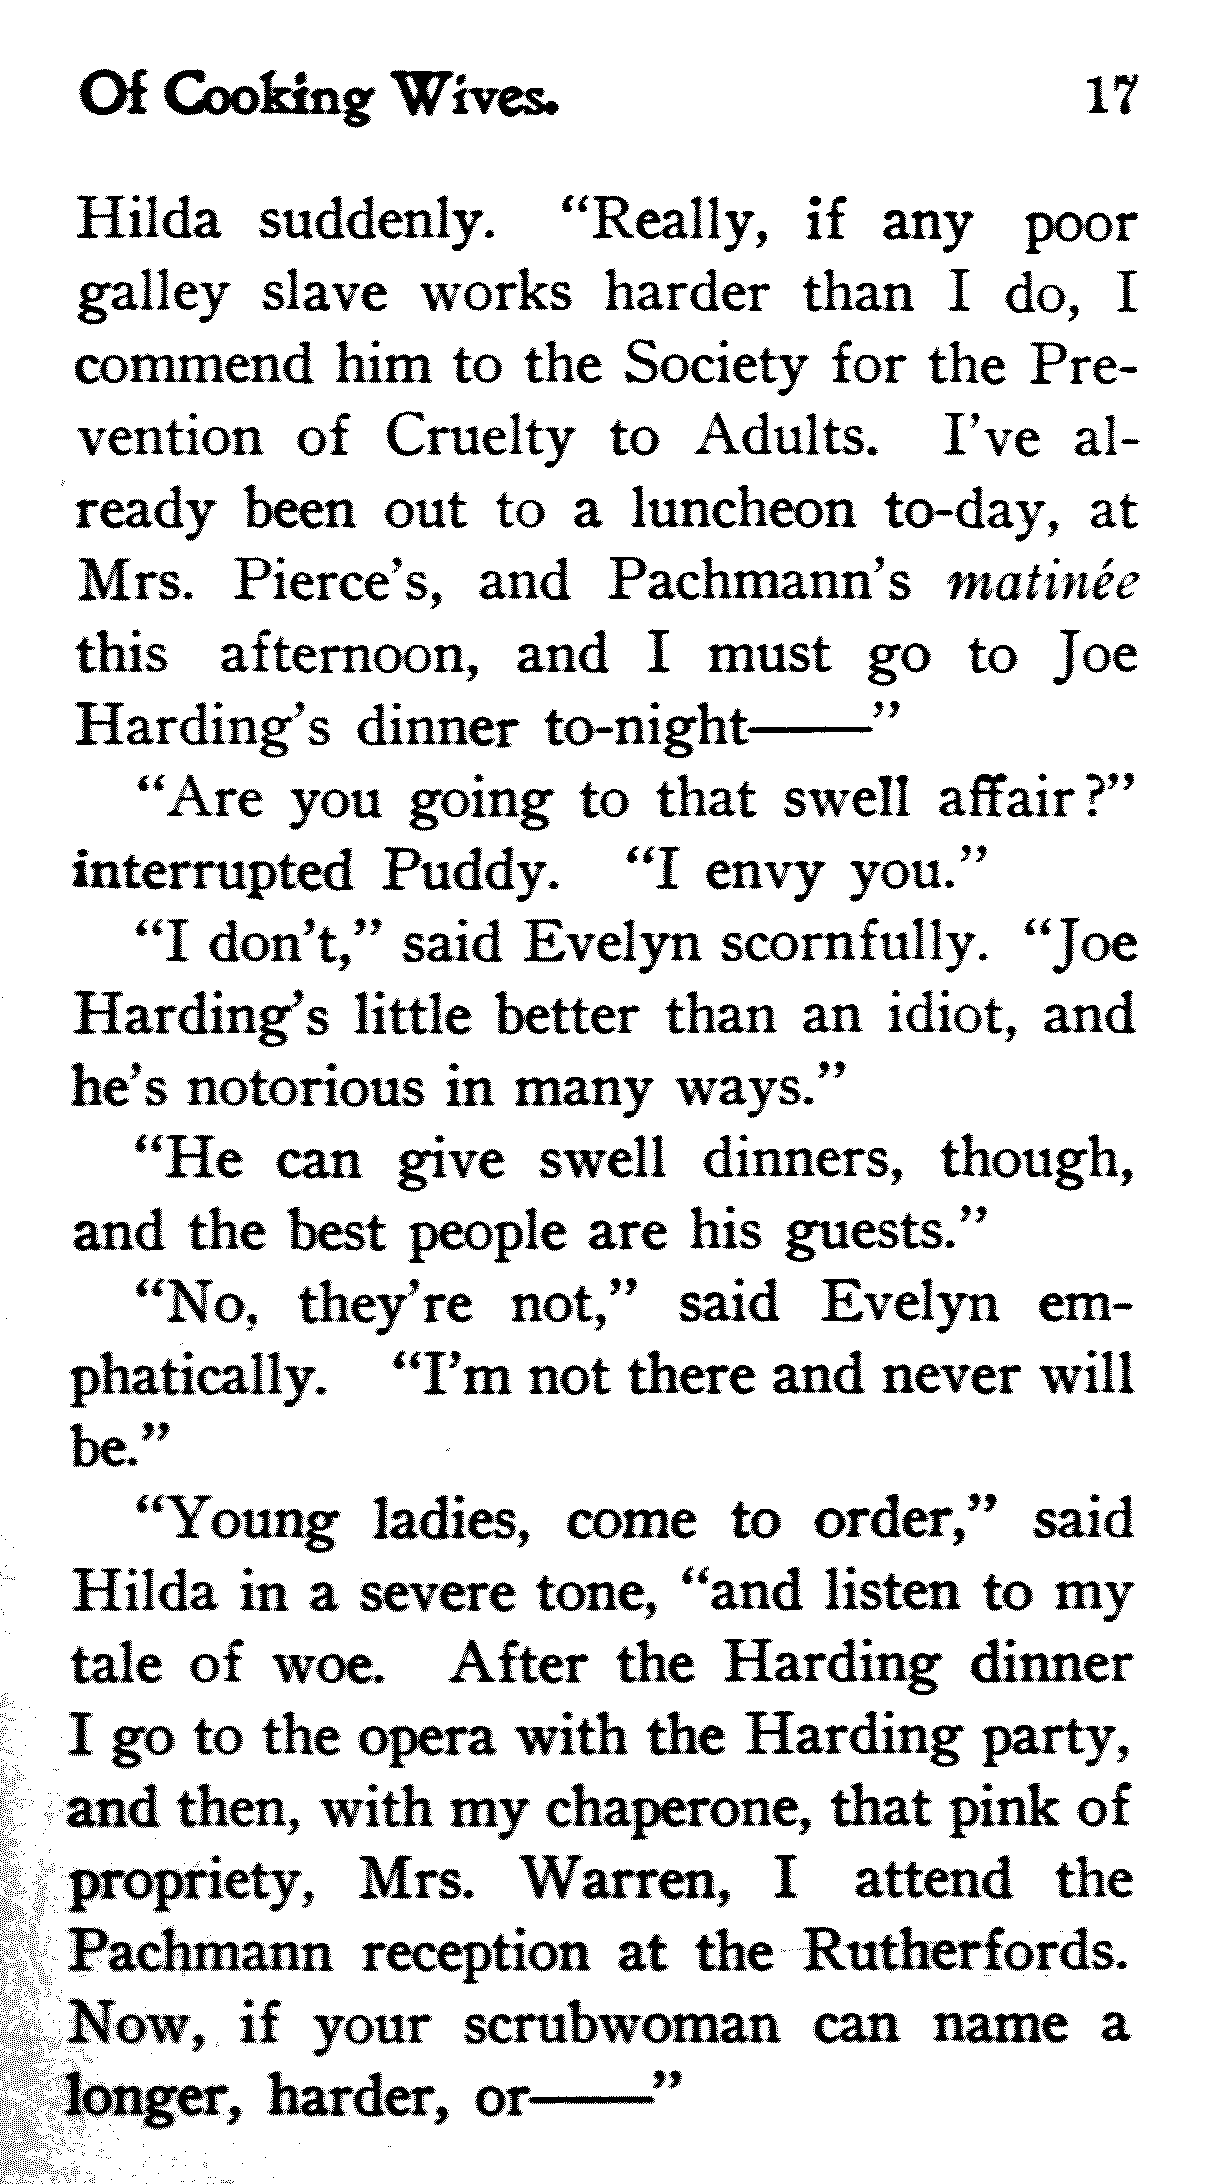 Of Cooking Wives. 17
Hilda suddenly. “Really, if any poor
galley slave works harder than I do, I
commend him to the Society for the Pre-
vention of Cruelty to Adults. I’ve al-
ready been out to a luncheon to-day, at
Mrs. Pierce’s, and Pachmann’s matinée
this afternoon, and I must go to Joe
Harding’s dinner to-night——”
“Are you going to that swell affair?”
interrupted Puddy. “I envy you.”
“I don’t,” said Evelyn scornfully. “Joe
Harding’s little better than an idiot, and
he’s notorious in many ways.”
“He can give swell dinners, though,
and the best people are his guests.”
“No, they’re not,” said Evelyn em-
phatically. “I’m not there and never will
be.”
“Young ladies, come to order,” said
Hilda in a severe tone, “and listen to my
tale of woe. After the Harding dinner
I go to the opera with the Harding party,
and then, with my chaperone, that pink of
propriety, Mrs. Warren, I attend the
Pachmann reception at the Rutherfords.
Now, if your scrubwoman can name a
longer, harder, or——”